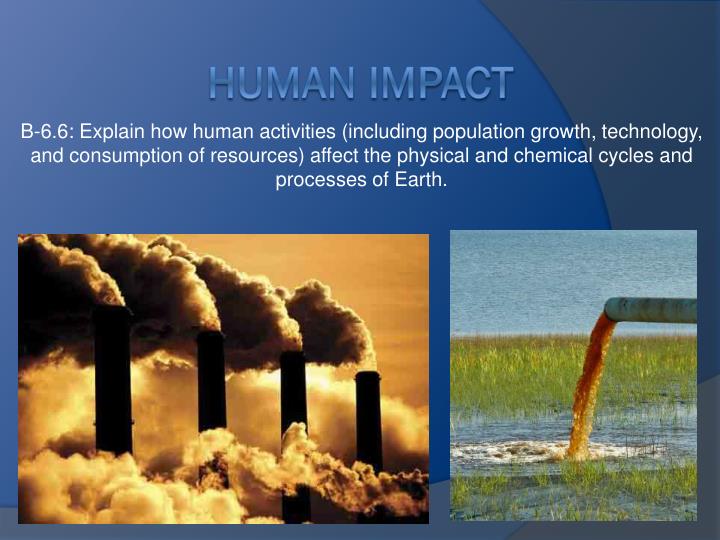 HUMAN IMPACT
B-6.6: Explain how human activities (including population growth, technology,
and consumption of resources) affect the physical and chemical cycles and
processes of Earth.